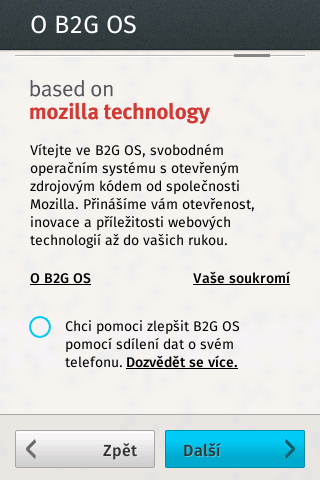 O B2G OS
based on
mozilla technology
Vítejte ve B2G OS, svobodném
operačním systému s otevřeným
zdrojovým kódem od společnosti
Mozilla. Přinášíme vám otevřenost,
inovace a příležitosti webových
technologií až do vašich rukou.
O B2G OS Vaše soukromí
Chci pomoci zlepšit B2G OS
pomocí sdílení dat o svém
telefonu. Dozvědět se více.
Zpět Další